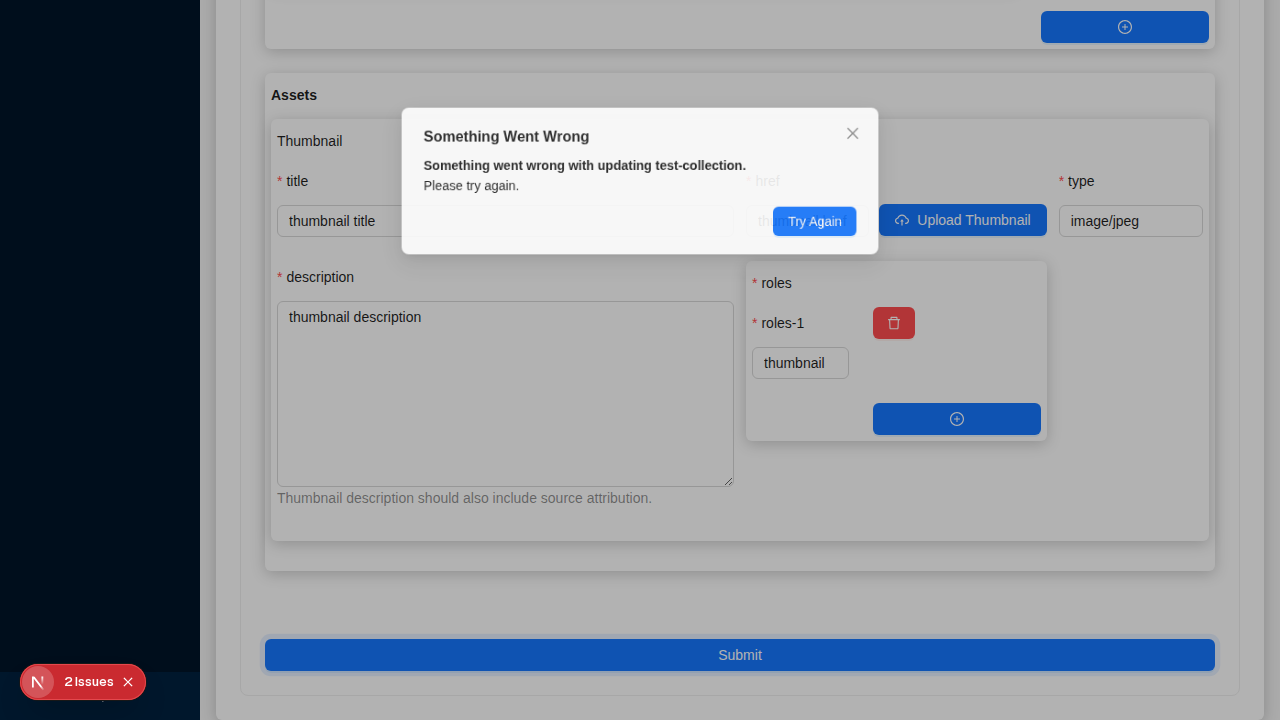 Assets
Something Went Wrong
Something went wrong with updating test-collection.
Please try again.
Try Again
Thumbnail
* title
* href
* type
thumbnail title
Upload Thumbnail
image/jpeg
* description
thumbnail description
* roles
* roles-1
thumbnail
Thumbnail description should also include source attribution.
Submit
N
2 Issues